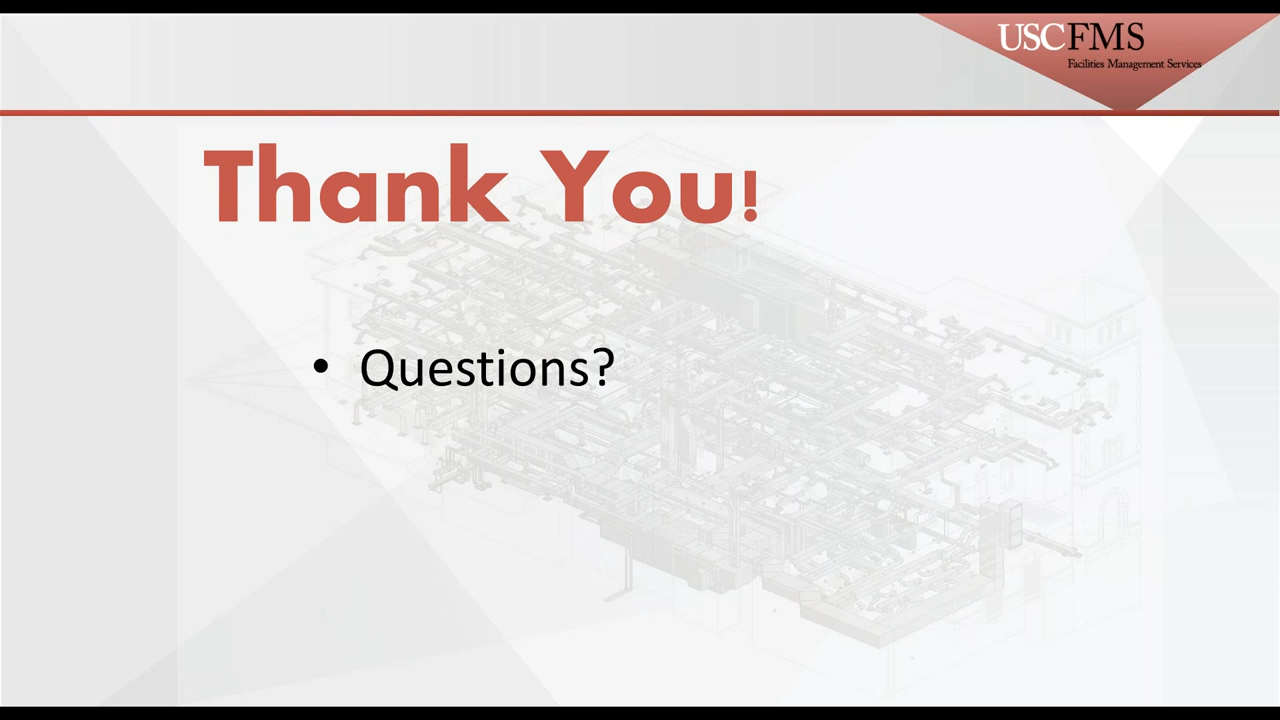 USCFMS
Facilities Management Services
Thank You!
• Questions?